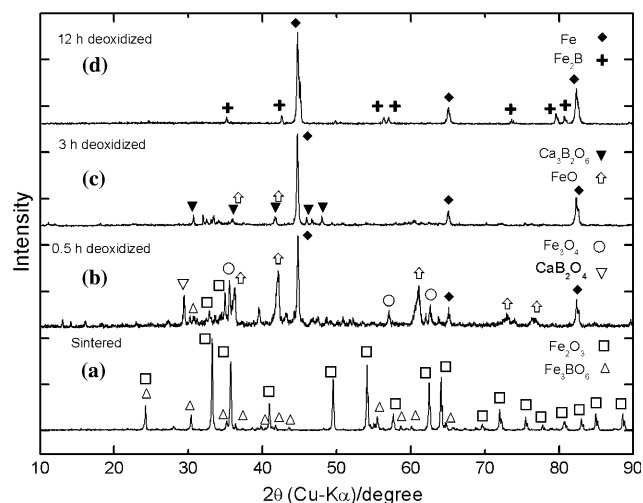 12 h deoxidized
Fe
Fe2B
(d)
3 h deoxidized
Ca3B2O6
FeO
(c)
0.5 h deoxidized
Fe3O4
CaB2O4
(b)
Sintered
Fe2O3
Fe3BO6
(a)
Intensity
10 20 30 40 50 60 70 80 90
2θ (Cu-Kα)/degree